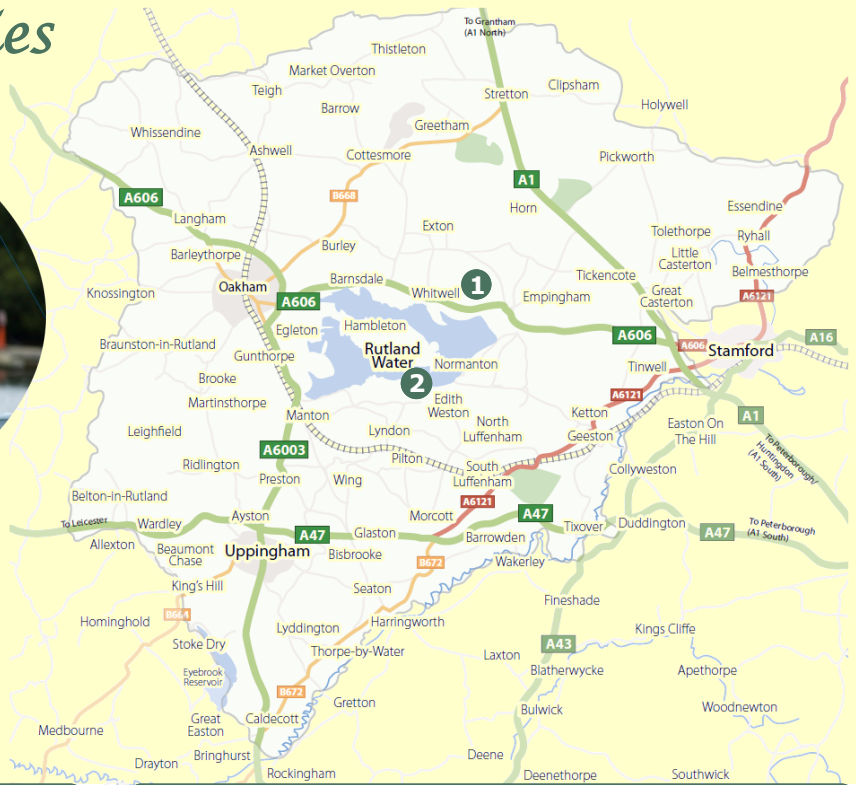 ies
To Grantham
(A1 North)
Thistleton
Market Overton
Clipsham
Teigh
Stretton
Holywell
Barrow
Greetham
Whissendine
Ashwell
Cottesmore
Pickworth
A1
A606
B668
Horn
Essendine
Langham
Exton
Tolethorpe
Ryhall
Burley
Little
Casterton
Barleythorpe
Belmesthorpe
Barnsdale
Tickencote
Oakham
Knossington
Whitwell
1
Empingham
Great
Casterton
A6121
A606
Hambleton
Egleton
A606
A606
A16
Braunston-in-Rutland
Rutland
Water
Stamford
Gunthorpe
Normanton
Tinwell
Brooke
2
A6121
Martinsthorpe
Edith
Weston
Manton
Ketton
A1
Leighfield
Lyndon
North
Luffenham
Geeston
Easton On
The Hill
A6003
Pilton
To Peterborough/
Huntingdon
(A1 South)
Ridlington
Preston
Wing
South
Luffenham
Collyweston
Belton-in-Rutland
A6121
To Leicester
Wardley
Ayston
Morcott
A47
Tixover
Duddington
A47
To Peterborough
(A1 South)
A47
Glaston
Barrowden
Allexton
Beaumont
Chase
Uppingham
Bisbrooke
B672
Wakerley
King's Hill
Seaton
Fineshade
B664
Hominghold
Lyddington
Harringworth
Kings Cliffe
Stoke Dry
Thorpe-by-Water
Laxton
A43
Blatherwycke
Apethorpe
Eyebrook
Reservoir
B672
Gretton
Bulwick
Woodnewton
Great
Easton
Caldecott
Medbourne
Bringhurst
Deene
Drayton
Rockingham
Deenethorpe
Southwick